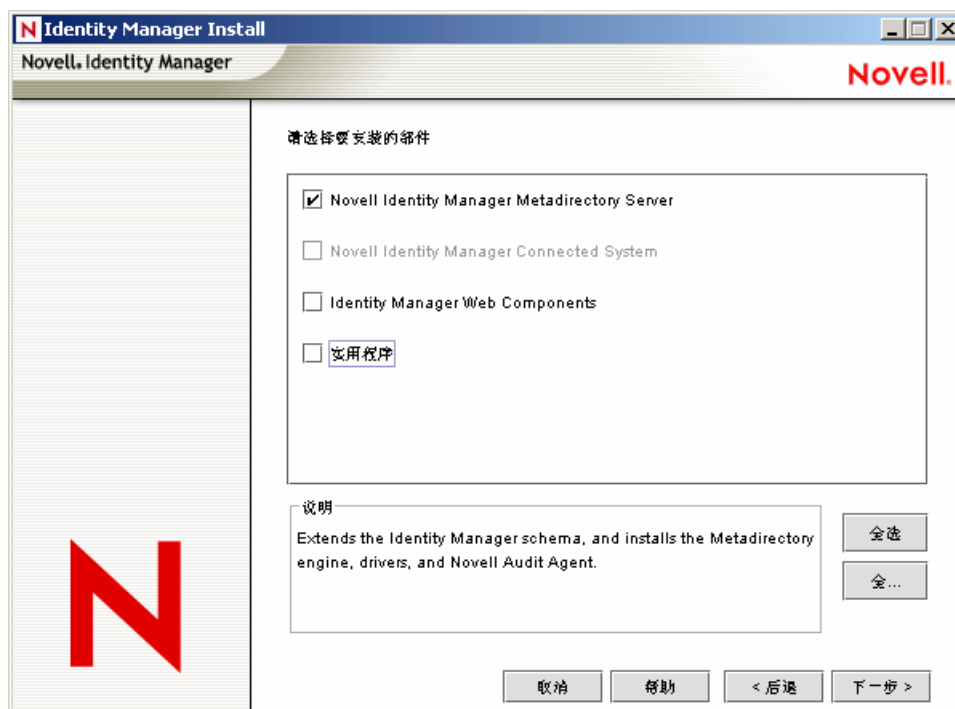 Identity Manager Install
Novell. Identity Manager
Novell.
请选择要安装的部件
Novell Identity Manager Metadirectory Server
Novell Identity Manager Connected System
Identity Manager Web Components
实用程序
说明
Extends the Identity Manager schema, and installs the Metadirectory
engine, drivers, and Novell Audit Agent.
全选
全...
取消 帮助 < 后退 下一步 >